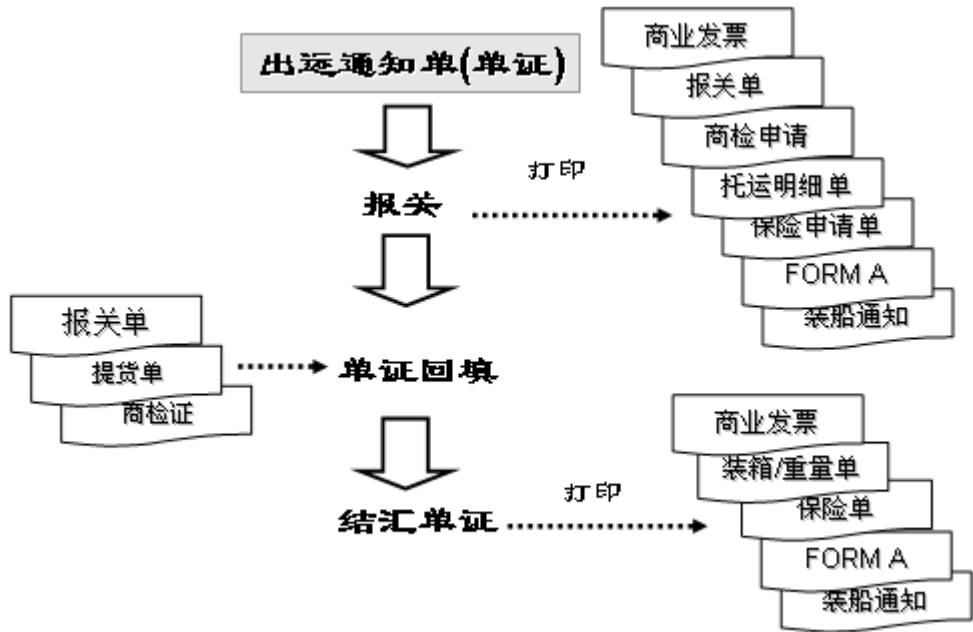 出运通知单(单证)
打印
报关
商业发票
报关单
商检申请
托运明细单
保险申请单
FORM A
装船通知
报关单
提货单
商检证
单证回填
打印
结汇单证
商业发票
装箱/重量单
保险单
FORM A
装船通知